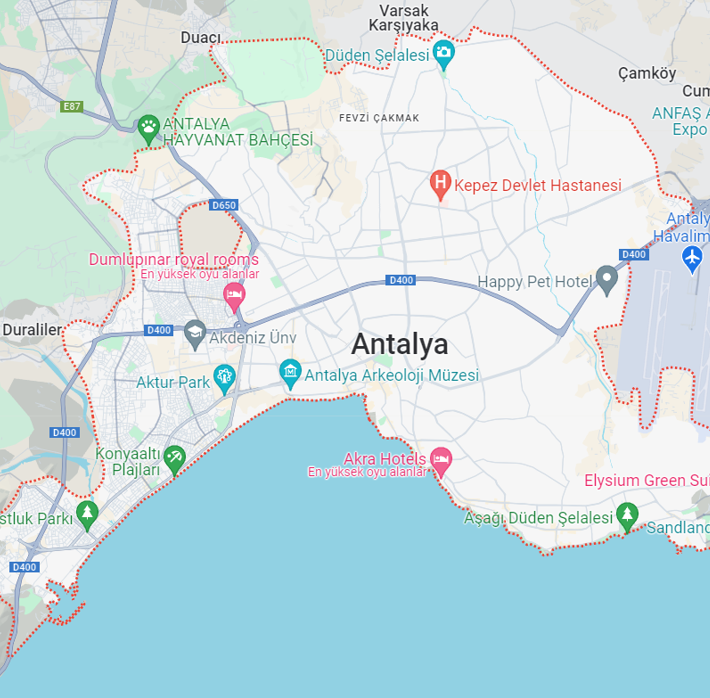 Varsak
Karşıyaka
Duacı
Düden Şelalesi
Çamköy
Cum
E87
ANTALYA
HAYVANAT BAHÇESİ
FEVZİ ÇAKMAK
ANFAŞ A
Expo
Kepez Devlet Hastanesi
D650
Antaly
Havalim
D400
Dumlupınar royal rooms
En yüksek oyu alanlar
D400
Happy Pet Hotel
Duraliler
D400
Akdeniz Ünv
Antalya
Aktur Park
Antalya Arkeoloji Müzesi
D400
Konyaaltı
Plajları
Akra Hotels
En yüksek oyu alanlar
Elysium Green Sui
stluk Parkı
Aşağı Düden Şelalesi
Sandland
D400